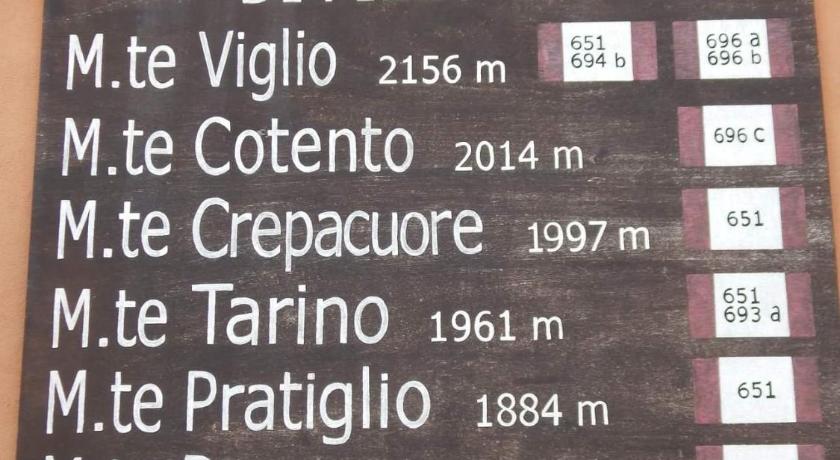 M.te Viglio 2156 m 651 694 b 696 a 696 b
M.te Cotento 2014 m 696 c
M.te Crepacuore 1997 m 651
M.te Tarino 1961 m 651 693 a
M.te Pratiglio 1884 m 651